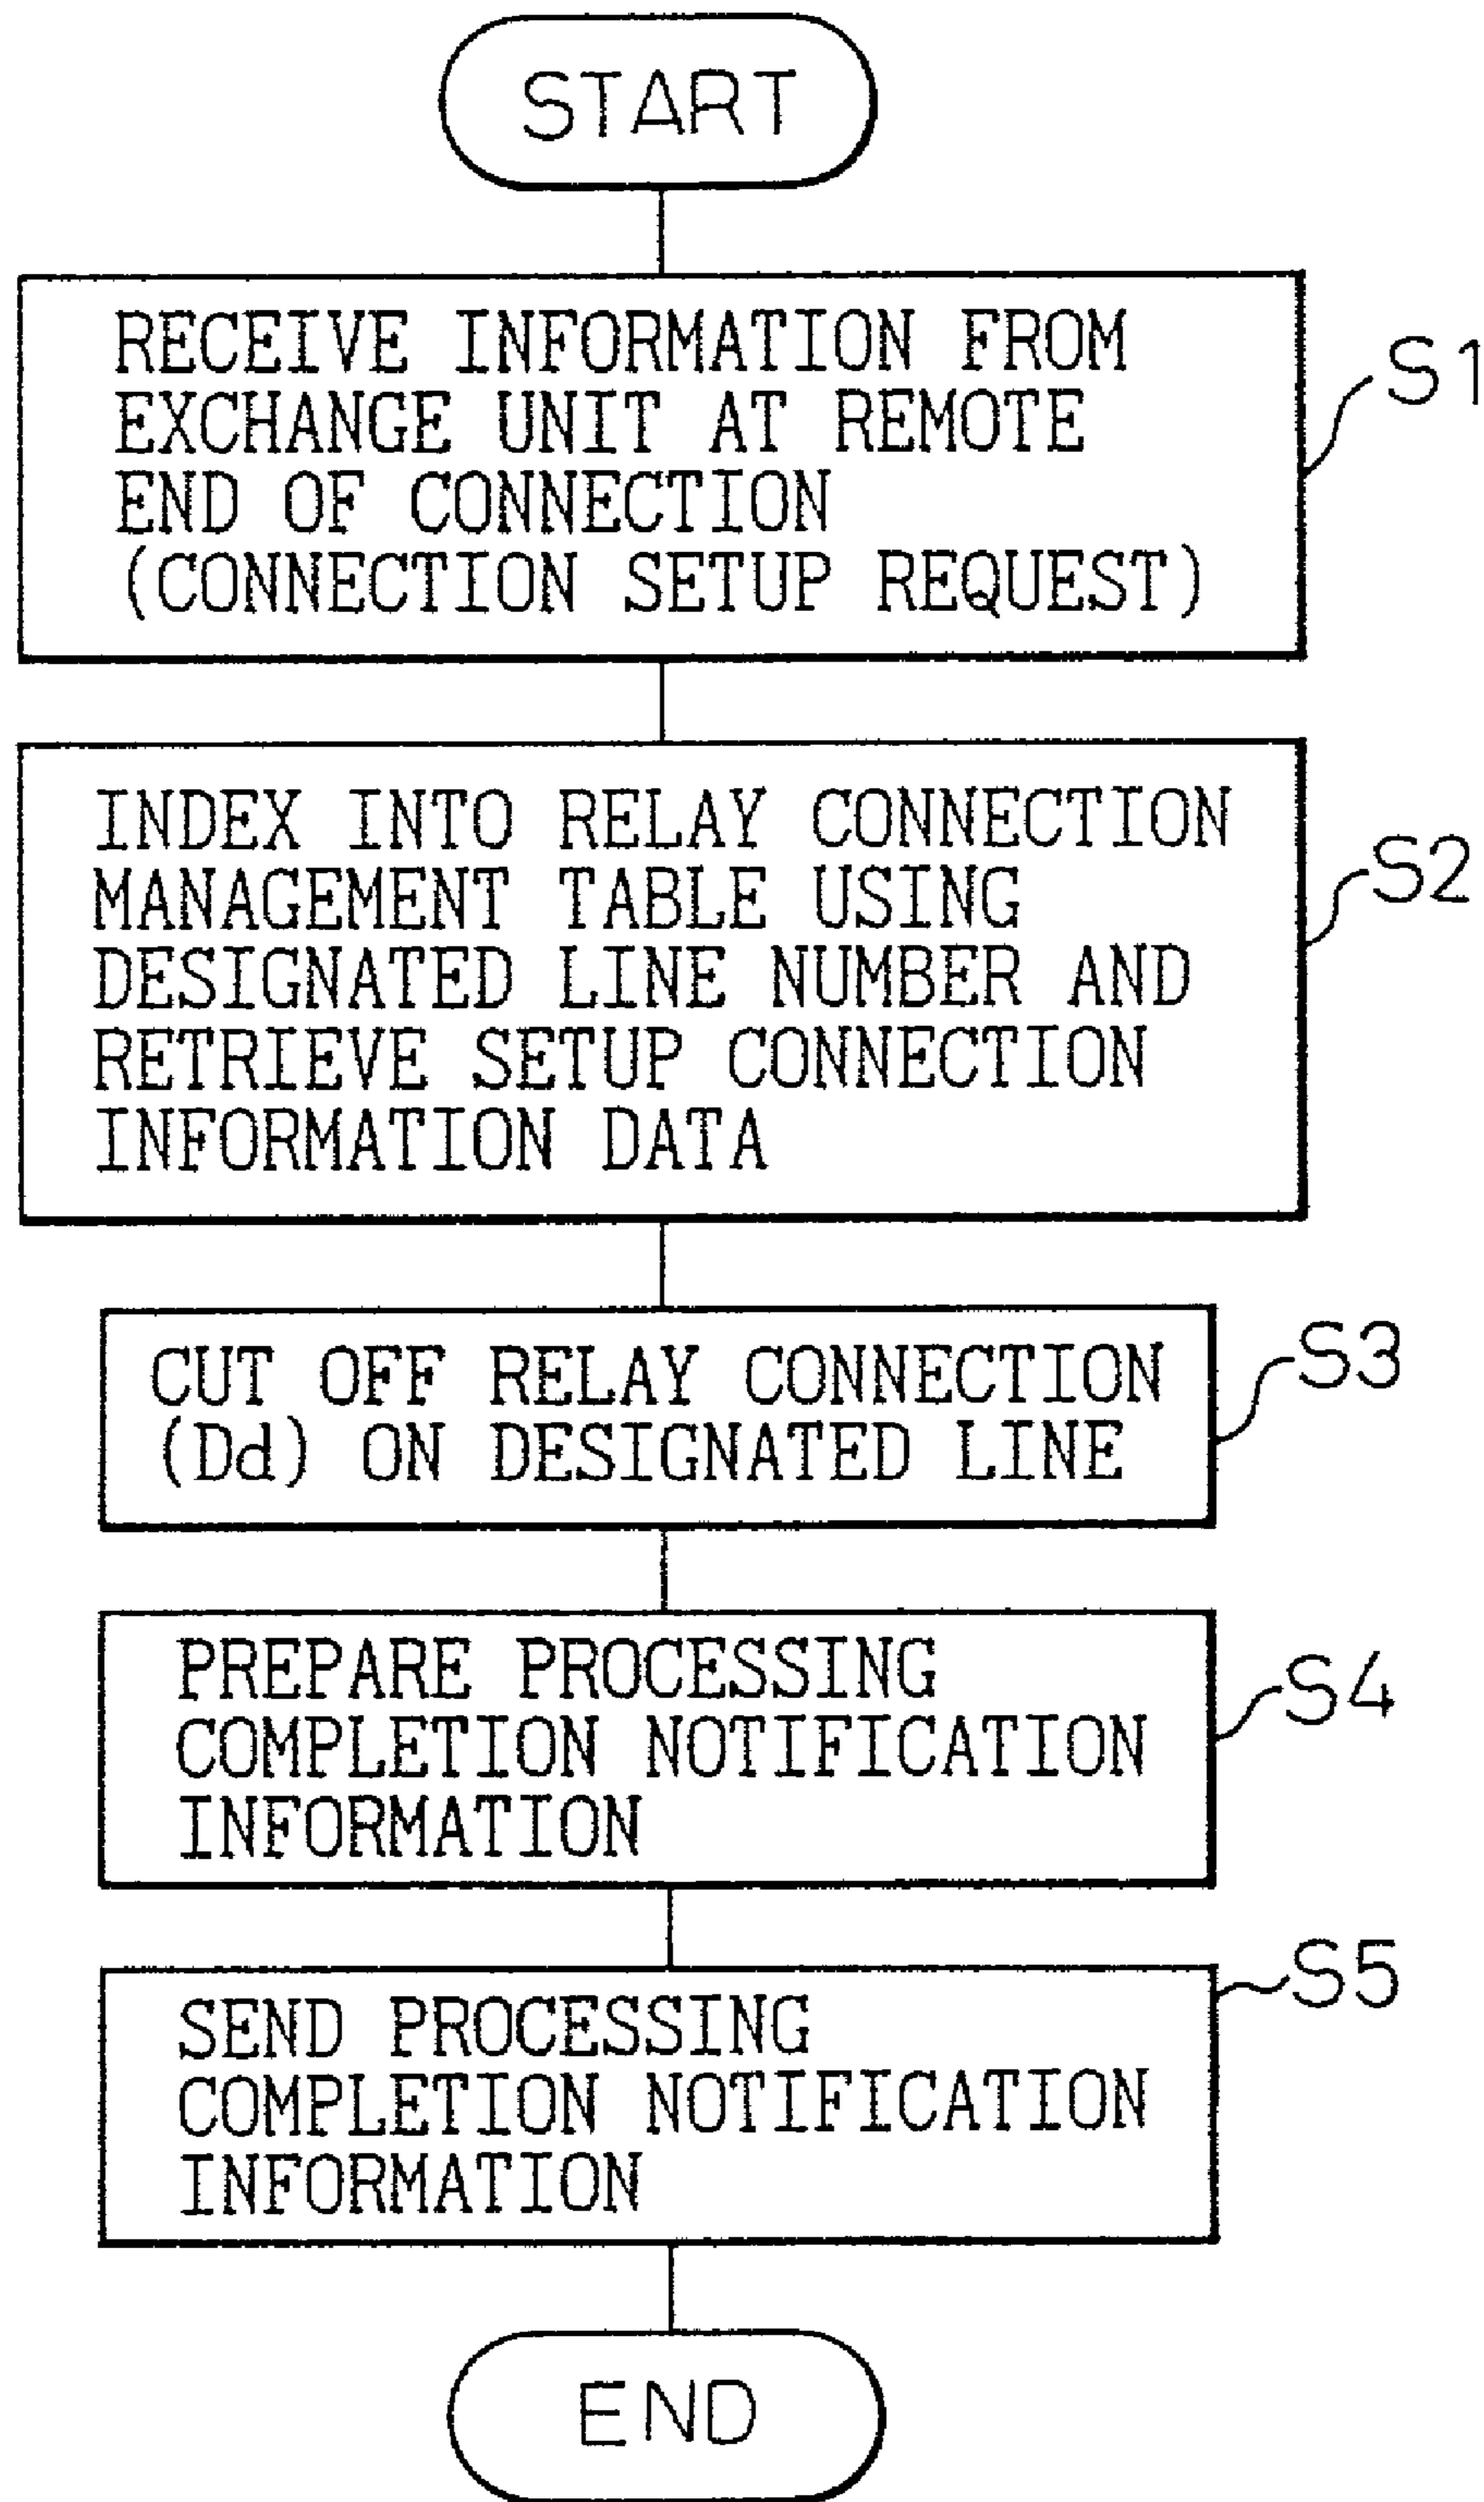 START
RECEIVE INFORMATION FROM
EXCHANGE UNIT AT REMOTE
END OF CONNECTION
(CONNECTION SETUP REQUEST)
S1
INDEX INTO RELAY CONNECTION
MANAGEMENT TABLE USING
DESIGNATED LINE NUMBER AND
RETRIEVE SETUP CONNECTION
INFORMATION DATA
S2
CUT OFF RELAY CONNECTION
(Dd) ON DESIGNATED LINE
S3
PREPARE PROCESSING
COMPLETION NOTIFICATION
INFORMATION
S4
SEND PROCESSING
COMPLETION NOTIFICATION
INFORMATION
S5
END